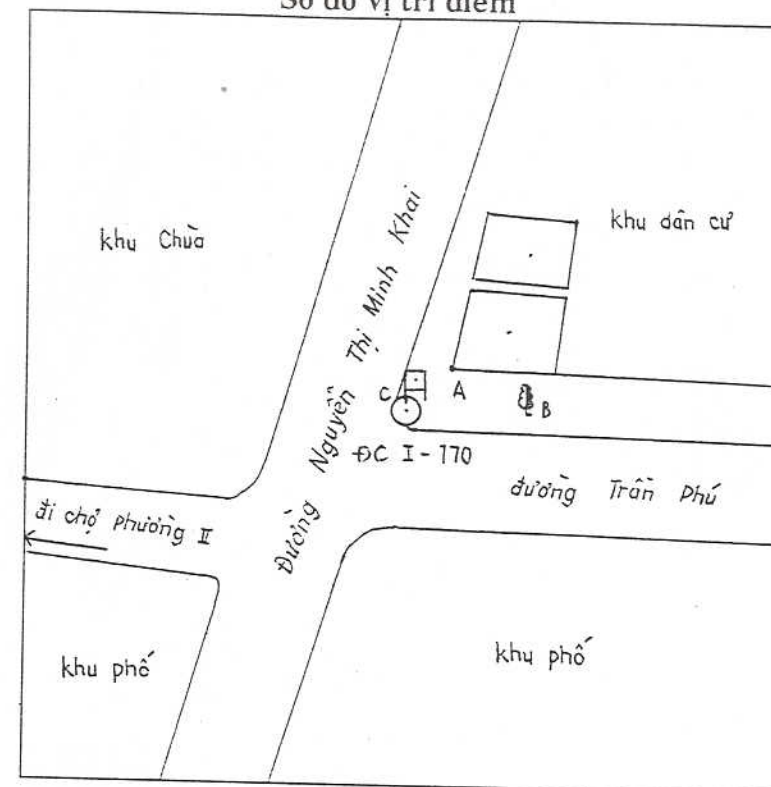 Sơ đồ vị trí điểm
khu Chùa
Đường Nguyễn Thị Minh Khai
khu dân cư
C
A
B
ĐC I-170
đường Trần Phú
đi chợ Phường II
khu phố
khu phố